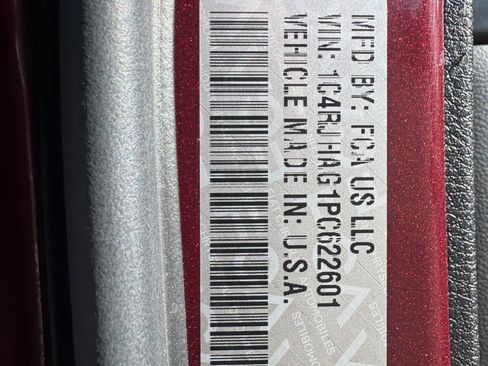 MFD BY: FCA US LLC
VIN: 1C4RJHAG1PC622601
VEHICLE MADE IN: U.S.A.